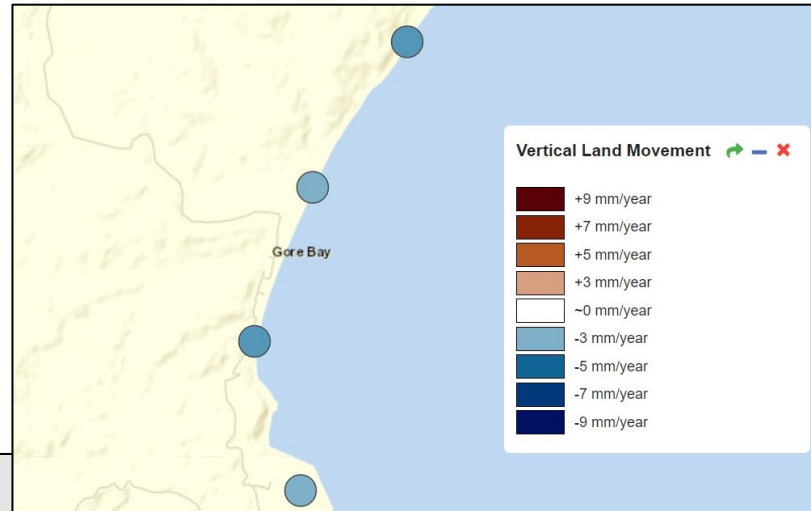 Gore Bay
Vertical Land Movement
+9 mm/year
+7 mm/year
+5 mm/year
+3 mm/year
~0 mm/year
-3 mm/year
-5 mm/year
-7 mm/year
-9 mm/year